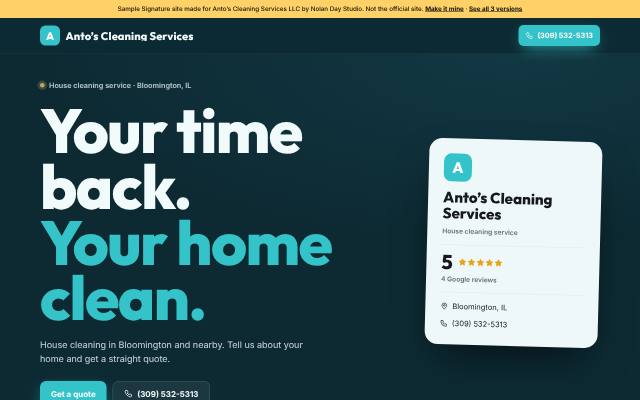 Sample Signature site made for Anto's Cleaning Services LLC by Nolan Day Studio. Not the official site. Make it mine · See all 3 versions
A Anto's Cleaning Services
(309) 532-5313
House cleaning service · Bloomington, IL
Your time
back.
Your home
clean.
House cleaning in Bloomington and nearby. Tell us about your
home and get a straight quote.
Get a quote
(309) 532-5313
A
Anto's Cleaning
Services
House cleaning service
5 ★★★★★
4 Google reviews
Bloomington, IL
(309) 532-5313